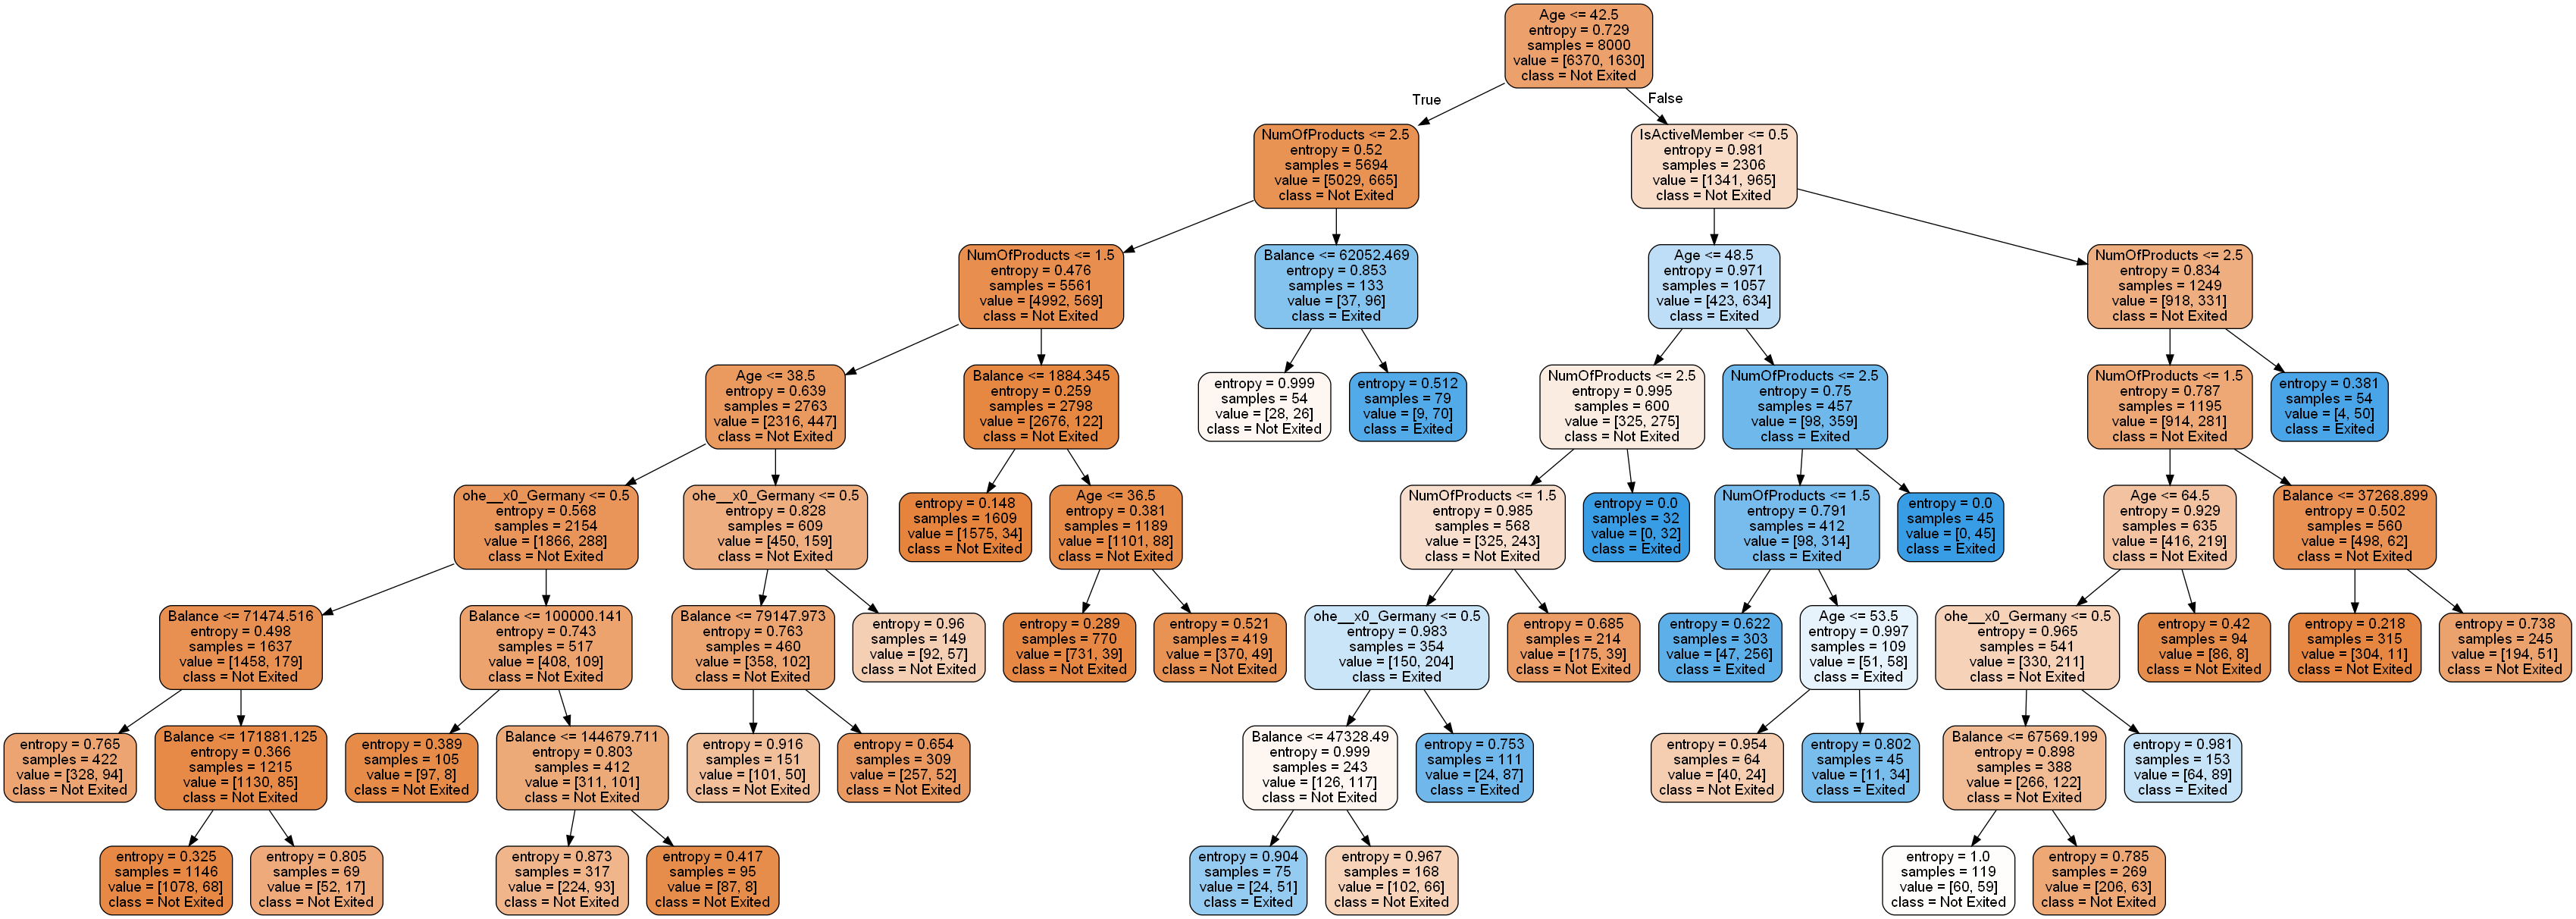 Age <= 42.5
entropy = 0.729
samples = 8000
value = [6370, 1630]
class = Not Exited
True
False
NumOfProducts <= 2.5
entropy = 0.52
samples = 5694
value = [5029, 665]
class = Not Exited
IsActiveMember <= 0.5
entropy = 0.981
samples = 2306
value = [1341, 965]
class = Not Exited
NumOfProducts <= 1.5
entropy = 0.476
samples = 5561
value = [4992, 569]
class = Not Exited
Balance <= 62052.469
entropy = 0.853
samples = 133
value = [37, 96]
class = Exited
Age <= 48.5
entropy = 0.971
samples = 1057
value = [423, 634]
class = Exited
NumOfProducts <= 2.5
entropy = 0.834
samples = 1249
value = [918, 331]
class = Not Exited
Age <= 38.5
entropy = 0.639
samples = 2763
value = [2316, 447]
class = Not Exited
Balance <= 1884.345
entropy = 0.259
samples = 2798
value = [2676, 122]
class = Not Exited
entropy = 0.999
samples = 54
value = [28, 26]
class = Not Exited
entropy = 0.512
samples = 79
value = [9, 70]
class = Exited
NumOfProducts <= 2.5
entropy = 0.995
samples = 600
value = [325, 275]
class = Not Exited
NumOfProducts <= 2.5
entropy = 0.75
samples = 457
value = [98, 359]
class = Exited
NumOfProducts <= 1.5
entropy = 0.787
samples = 1195
value = [914, 281]
class = Not Exited
entropy = 0.381
samples = 54
value = [4, 50]
class = Exited
ohe__x0_Germany <= 0.5
entropy = 0.568
samples = 2154
value = [1866, 288]
class = Not Exited
ohe__x0_Germany <= 0.5
entropy = 0.828
samples = 609
value = [450, 159]
class = Not Exited
entropy = 0.148
samples = 1609
value = [1575, 34]
class = Not Exited
Age <= 36.5
entropy = 0.381
samples = 1189
value = [1101, 88]
class = Not Exited
NumOfProducts <= 1.5
entropy = 0.985
samples = 568
value = [325, 243]
class = Not Exited
entropy = 0.0
samples = 32
value = [0, 32]
class = Exited
NumOfProducts <= 1.5
entropy = 0.791
samples = 412
value = [98, 314]
class = Exited
entropy = 0.0
samples = 45
value = [0, 45]
class = Exited
Age <= 64.5
entropy = 0.929
samples = 635
value = [416, 219]
class = Not Exited
Balance <= 37268.899
entropy = 0.502
samples = 560
value = [498, 62]
class = Not Exited
Balance <= 71474.516
entropy = 0.498
samples = 1637
value = [1458, 179]
class = Not Exited
Balance <= 100000.141
entropy = 0.743
samples = 517
value = [408, 109]
class = Not Exited
Balance <= 79147.973
entropy = 0.763
samples = 460
value = [358, 102]
class = Not Exited
entropy = 0.96
samples = 149
value = [92, 57]
class = Not Exited
entropy = 0.289
samples = 770
value = [731, 39]
class = Not Exited
entropy = 0.521
samples = 419
value = [370, 49]
class = Not Exited
ohe__x0_Germany <= 0.5
entropy = 0.983
samples = 354
value = [150, 204]
class = Exited
entropy = 0.685
samples = 214
value = [175, 39]
class = Not Exited
entropy = 0.622
samples = 303
value = [47, 256]
class = Exited
Age <= 53.5
entropy = 0.997
samples = 109
value = [51, 58]
class = Exited
ohe__x0_Germany <= 0.5
entropy = 0.965
samples = 541
value = [330, 211]
class = Not Exited
entropy = 0.42
samples = 94
value = [86, 8]
class = Not Exited
entropy = 0.218
samples = 315
value = [304, 11]
class = Not Exited
entropy = 0.738
samples = 245
value = [194, 51]
class = Not Exited
entropy = 0.765
samples = 422
value = [328, 94]
class = Not Exited
Balance <= 171881.125
entropy = 0.366
samples = 1215
value = [1130, 85]
class = Not Exited
entropy = 0.389
samples = 105
value = [97, 8]
class = Not Exited
Balance <= 144679.711
entropy = 0.803
samples = 412
value = [311, 101]
class = Not Exited
entropy = 0.916
samples = 151
value = [101, 50]
class = Not Exited
entropy = 0.654
samples = 309
value = [257, 52]
class = Not Exited
Balance <= 47328.49
entropy = 0.999
samples = 243
value = [126, 117]
class = Not Exited
entropy = 0.753
samples = 111
value = [24, 87]
class = Exited
entropy = 0.954
samples = 64
value = [40, 24]
class = Not Exited
entropy = 0.802
samples = 45
value = [11, 34]
class = Exited
Balance <= 67569.199
entropy = 0.898
samples = 388
value = [266, 122]
class = Not Exited
entropy = 0.981
samples = 153
value = [64, 89]
class = Exited
entropy = 0.325
samples = 1146
value = [1078, 68]
class = Not Exited
entropy = 0.805
samples = 69
value = [52, 17]
class = Not Exited
entropy = 0.873
samples = 317
value = [224, 93]
class = Not Exited
entropy = 0.417
samples = 95
value = [87, 8]
class = Not Exited
entropy = 0.904
samples = 75
value = [24, 51]
class = Exited
entropy = 0.967
samples = 168
value = [102, 66]
class = Not Exited
entropy = 1.0
samples = 119
value = [60, 59]
class = Not Exited
entropy = 0.785
samples = 269
value = [206, 63]
class = Not Exited